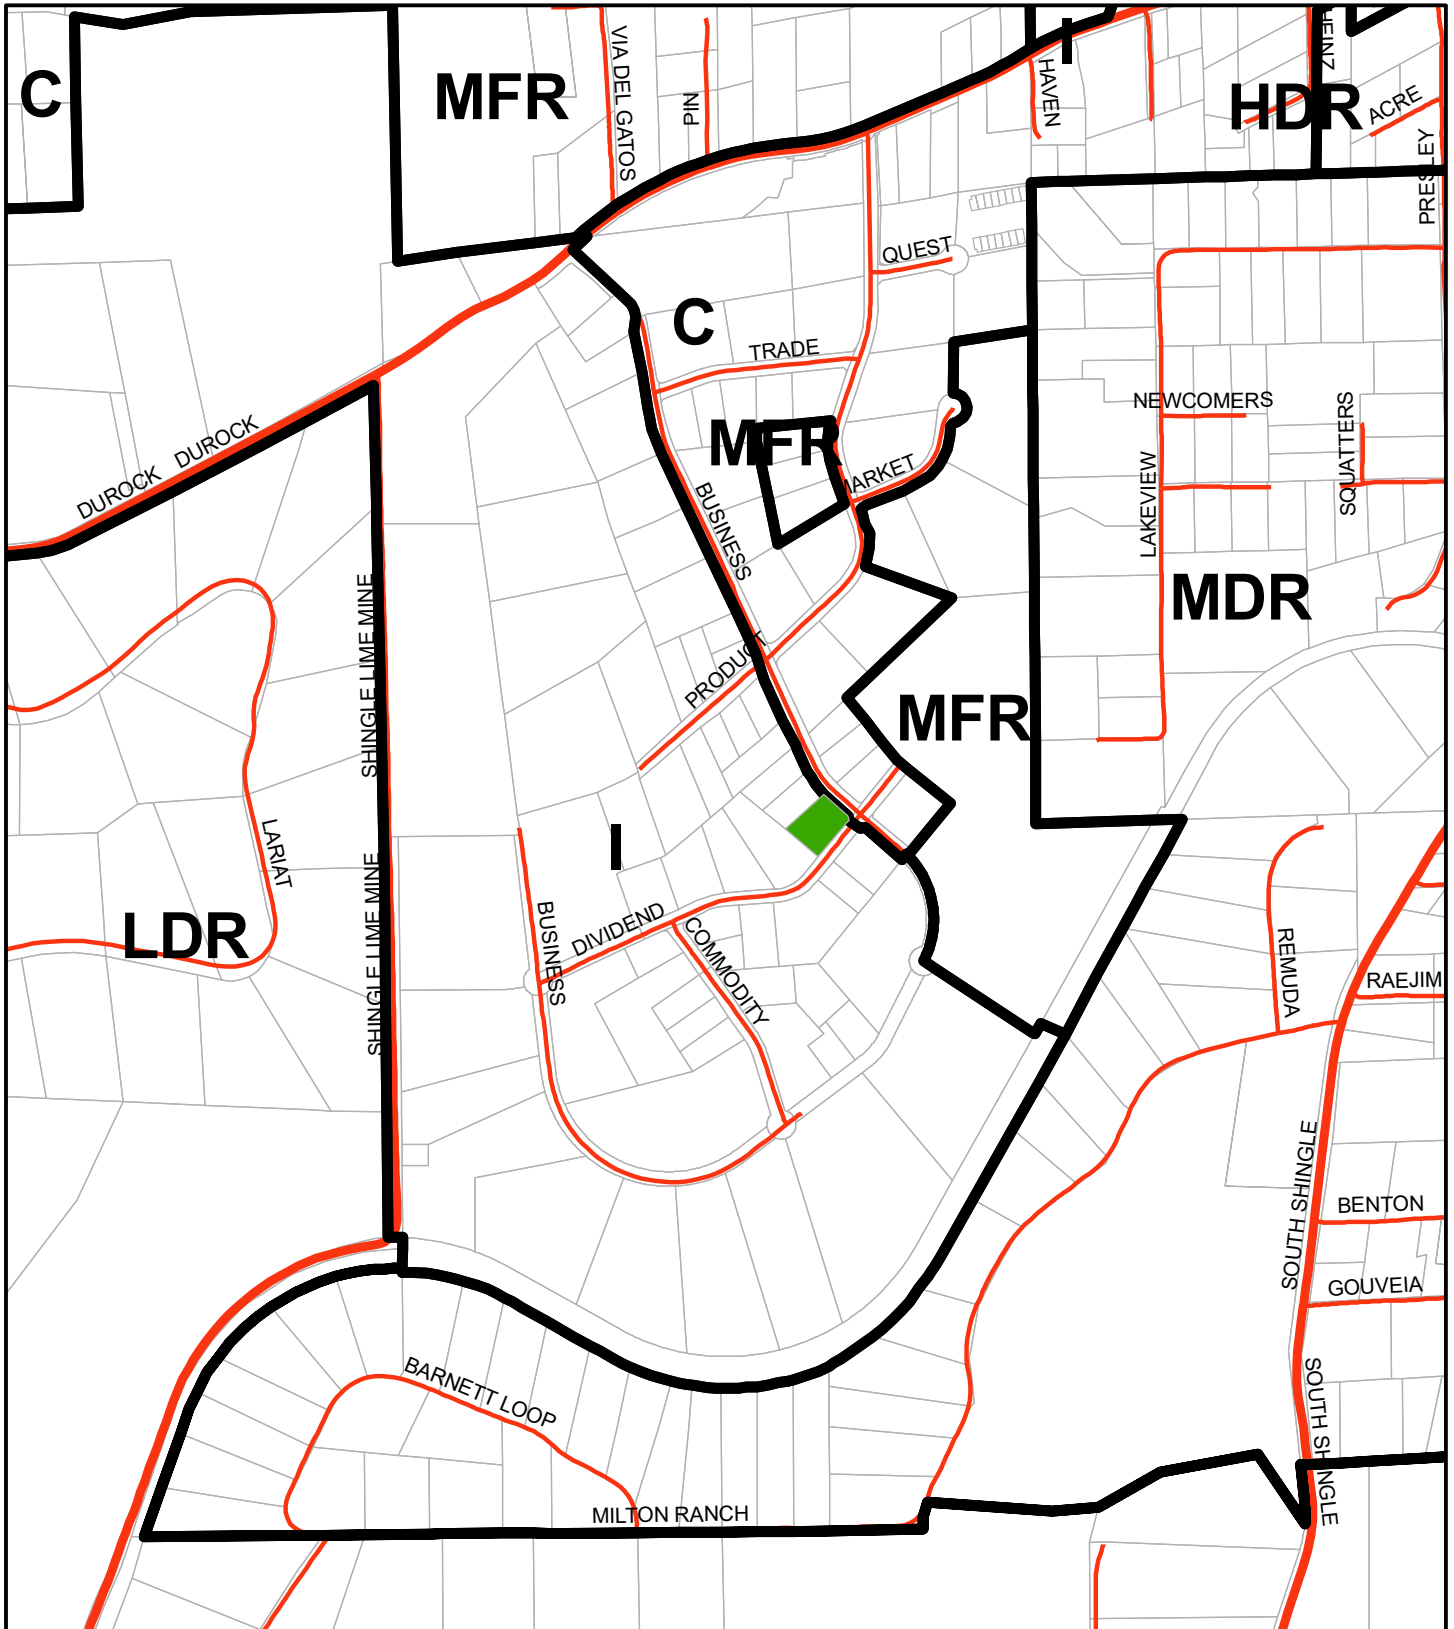 C
MFR
VIA DEL GATOS
PIN
HAVEN
I
HDR
ACRE
PRESLEY
QUEST
C
TRADE
NEWCOMERS
SQUATTERS
DUROCK
DUROCK
MFR
MARKET
BUSINESS
LAKEVIEW
MDR
SHINGLE LIME MINE
PRODUCT
MFR
I
LARIAT
SHINGLE LIME MINE
LDR
BUSINESS
DIVIDEND
COMMODITY
REMUDA
RAEJIM
SOUTH SHINGLE
BENTON
GOUVEIA
BARNETT LOOP
SOUTH SHINGLE
MILTON RANCH